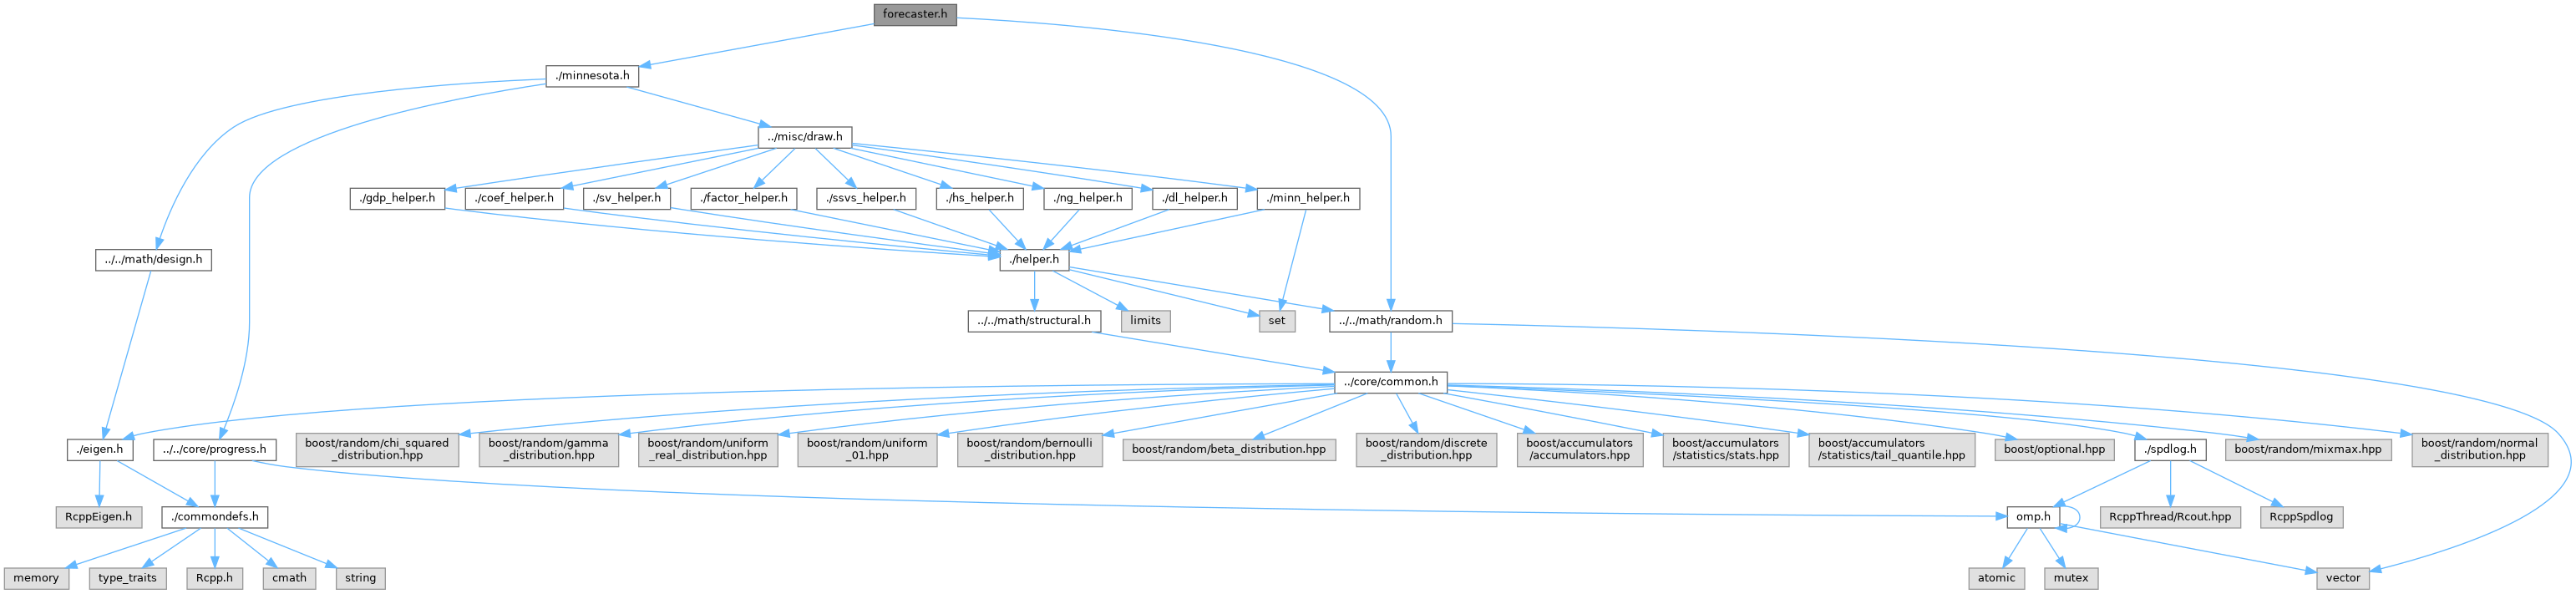 forecaster.h
./minnesota.h
../misc/draw.h
./gdp_helper.h
./coef_helper.h
./sv_helper.h
./factor_helper.h
./ssvs_helper.h
./hs_helper.h
./ng_helper.h
./dl_helper.h
./minn_helper.h
../../math/design.h
./helper.h
../../math/structural.h
limits
set
../../math/random.h
../core/common.h
./eigen.h
../../core/progress.h
boost/random/chi_squared
_distribution.hpp
boost/random/gamma
_distribution.hpp
boost/random/uniform
_real_distribution.hpp
boost/random/uniform
_01.hpp
boost/random/bernoulli
_distribution.hpp
boost/random/beta_distribution.hpp
boost/random/discrete
_distribution.hpp
boost/accumulators
/accumulators.hpp
boost/accumulators
/statistics/stats.hpp
boost/accumulators
/statistics/tail_quantile.hpp
boost/optional.hpp
./spdlog.h
boost/random/mixmax.hpp
boost/random/normal
_distribution.hpp
RcppEigen.h
./commondefs.h
omp.h
RcppThread/Rcout.hpp
RcppSpdlog
memory
type_traits
Rcpp.h
cmath
string
atomic
mutex
vector